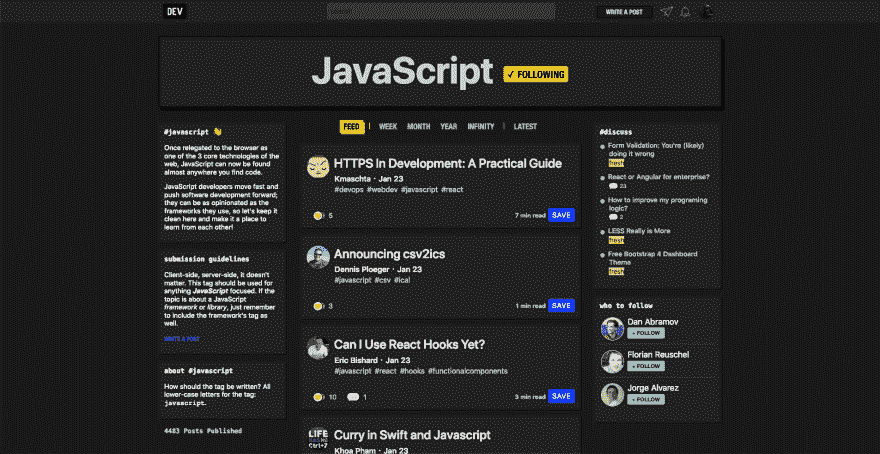 DEV
WRITE A POST
JavaScript
✓ FOLLOWING
FEED
WEEK
MONTH
YEAR
INFINITY
LATEST
#javascript 👋
Once relegated to the browser as
one of the 3 core technologies of the
web, JavaScript can now be found
almost anywhere you find code.
JavaScript developers move fast and
push software development forward;
they can be as opinionated as the
frameworks they use, so let's keep it
clean here and make it a place to
learn from each other!
submission guidelines
Client-side, server-side, it doesn't
matter. This tag should be used for
anything JavaScript focused. If the
topic is about a JavaScript
framework or library, just remember
to include the framework's tag as
well.
WRITE A POST
about #javascript
How should the tag be written? All
lower-case letters for the tag:
javascript.
4483 Posts Published
HTTPS In Development: A Practical Guide
Kmaschta · Jan 23
#devops #webdev #javascript #react
5
7 min read
SAVE
Announcing csv2ics
Dennis Ploeger · Jan 23
#javascript #csv #ical
3
1 min read
SAVE
Can I Use React Hooks Yet?
Eric Bishard · Jan 23
#javascript #react #hooks #functionalcomponents
10
1
3 min read
SAVE
LIFE
Ctrl+Z
Curry in Swift and Javascript
Khoa Pham · Jan 23
#discuss
Form Validation: You're (likely)
doing it wrong
fresh
React or Angular for enterprise?
23
How to improve my programing
logic?
2
LESS Really is More
fresh
Free Bootstrap 4 Dashboard
Theme
fresh
who to follow
Dan Abramov
+ FOLLOW
Florian Reuschel
+ FOLLOW
Jorge Alvarez
+ FOLLOW